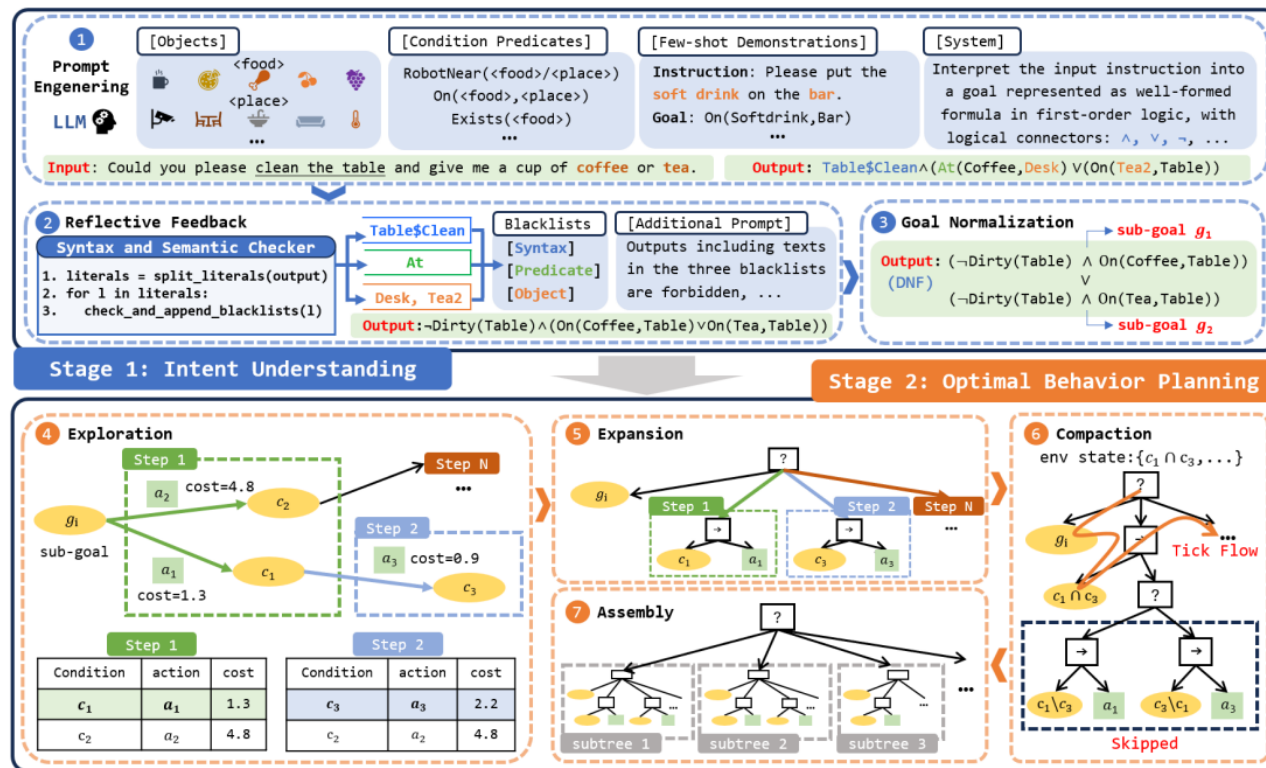 1
Prompt
Engenering
LLM
[Objects]
<food>
<place>
...
[Condition Predicates]
RobotNear(<food>/<place>)
On(<food>,<place>)
Exists(<food>)
...
[Few-shot Demonstrations]
Instruction: Please put the
soft drink on the bar.
Goal: On(Softdrink,Bar)
...
[System]
Interpret the input instruction into
a goal represented as well-formed
formula in first-order logic, with
logical connectors: ∧, ∨, ¬, ...
Input: Could you please clean the table and give me a cup of coffee or tea.
Output: Table$Clean∧(At(Coffee,Desk)∨(On(Tea2,Table))
2 Reflective Feedback
Syntax and Semantic Checker
1. literals = split_literals(output)
2. for l in literals:
3. check_and_append_blacklists(l)
Table$Clean
At
Desk, Tea2
Blacklists
[Syntax]
[Predicate]
[Object]
[Additional Prompt]
Outputs including texts
in the three blacklists
are forbidden, ...
Output:¬Dirty(Table)∧(On(Coffee,Table)∨On(Tea,Table))
3 Goal Normalization
sub-goal g₁
Output: (¬Dirty(Table) ∧ On(Coffee,Table))
(DNF)
∨
(¬Dirty(Table) ∧ On(Tea,Table))
sub-goal g₂
Stage 1: Intent Understanding
Stage 2: Optimal Behavior Planning
4 Exploration
Step 1
a₂ cost=4.8
c₂
Step N
...
gᵢ
sub-goal
a₁
cost=1.3
c₁
Step 2
a₃ cost=0.9
c₃
Step 1
Condition action cost
c₁ a₁ 1.3
c₂ a₂ 4.8
Step 2
Condition action cost
c₃ a₃ 2.2
c₂ a₂ 4.8
5 Expansion
?
gᵢ
Step 1
→
c₁ a₁
Step 2
→
c₃ a₃
Step N
...
7 Assembly
?
...
...
...
...
subtree 1
subtree 2
subtree 3
6 Compaction
env state:{c₁ ∩ c₃,...}
?
gᵢ
→
...
Tick Flow
c₁ ∩ c₃
?
→ →
c₁\c₃ a₁ c₃\c₁ a₃
Skipped